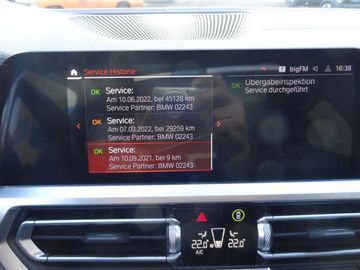 Service Historie
bigFM
16:38
OK Service:
Am 10.06.2022, bei 45128 km
Service Partner: BMW 02243
OK Service:
Am 07.03.2022, bei 29259 km
Service Partner: BMW 02243
OK Service:
Am 10.09.2021, bei 9 km
Service Partner: BMW 02243
OK Übergabeinspektion
Service durchgeführt
22.0
22.0
A/C